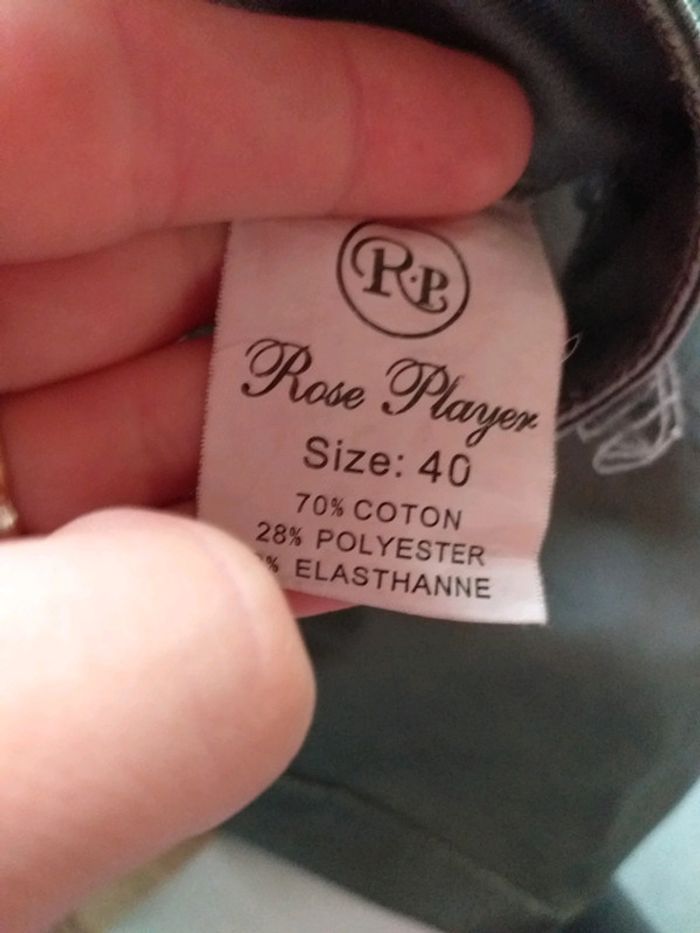 R.P.
Rose Player
Size: 40
70% COTON
28% POLYESTER
% ELASTHANNE